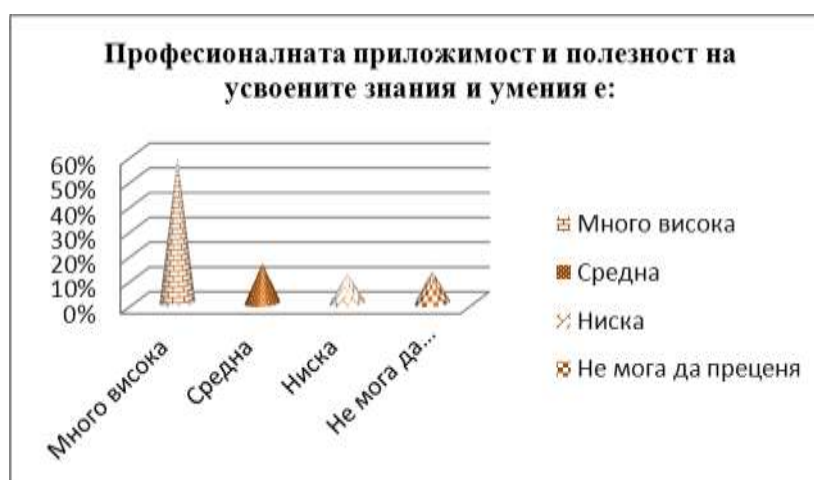 Професионалната приложимост и полезност на
усвоените знания и умения е:
60%
50%
40%
30%
20%
10%
0%
Много висока
Средна
Ниска
Не мога да...
Много висока
Средна
Ниска
Не мога да преценя